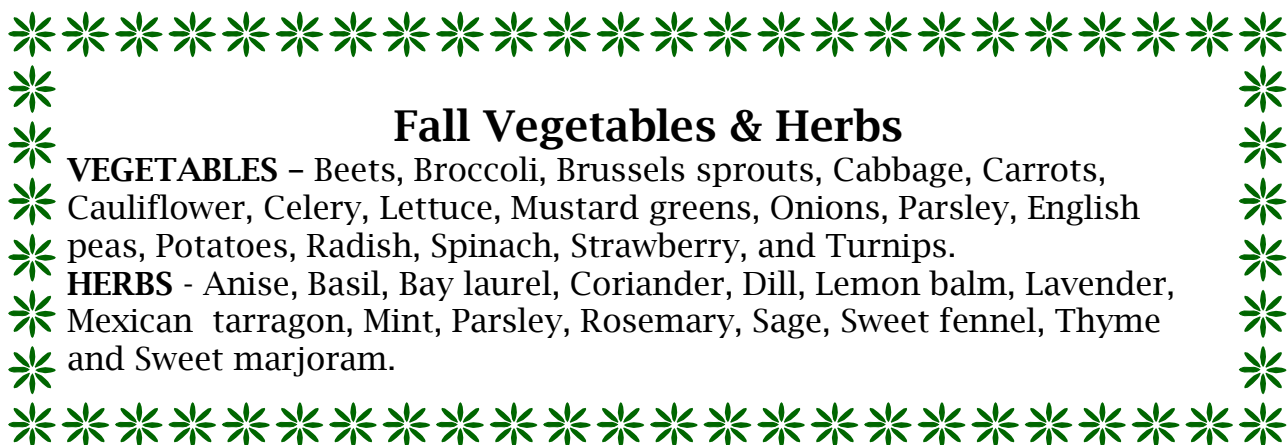 Fall Vegetables & Herbs
VEGETABLES – Beets, Broccoli, Brussels sprouts, Cabbage, Carrots,
Cauliflower, Celery, Lettuce, Mustard greens, Onions, Parsley, English
peas, Potatoes, Radish, Spinach, Strawberry, and Turnips.
HERBS - Anise, Basil, Bay laurel, Coriander, Dill, Lemon balm, Lavender,
Mexican  tarragon, Mint, Parsley, Rosemary, Sage, Sweet fennel, Thyme
and Sweet marjoram.